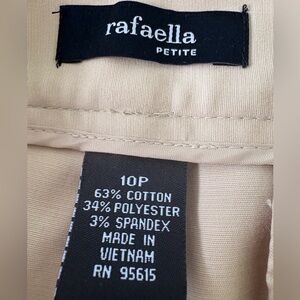 rafaella
PETITE
10P
63% COTTON
34% POLYESTER
3% SPANDEX
MADE IN
VIETNAM
RN 95615